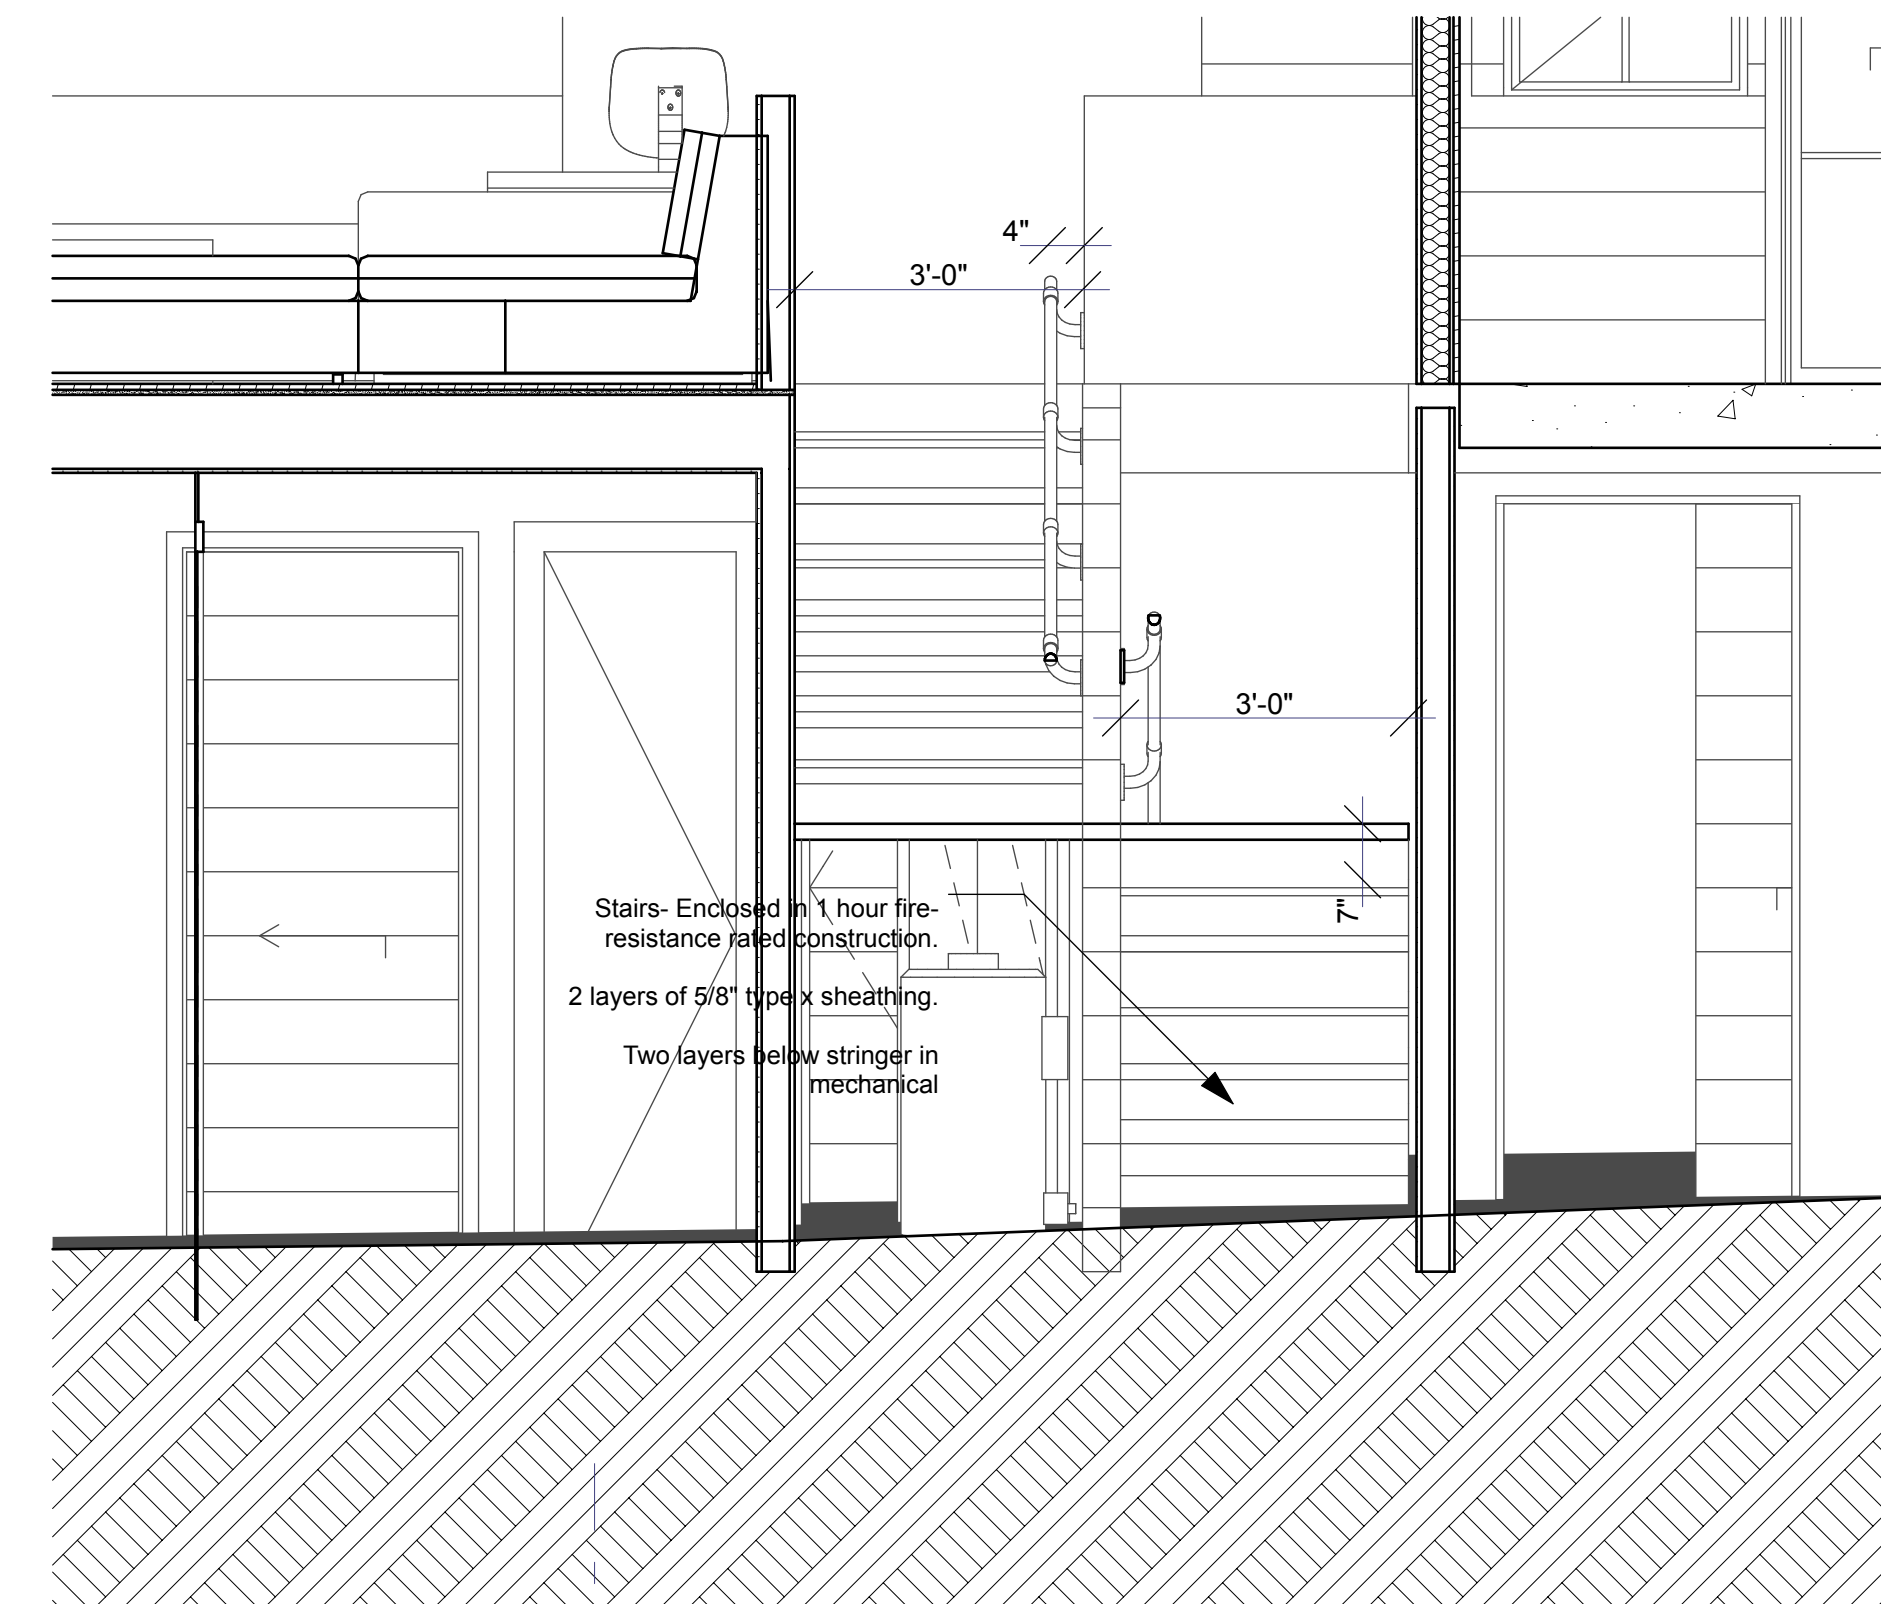 4"
3'-0"
3'-0"
7"
Stairs- Enclosed in 1 hour fire-
resistance rated construction.
2 layers of 5/8" type x sheathing.
Two layers below stringer in
mechanical